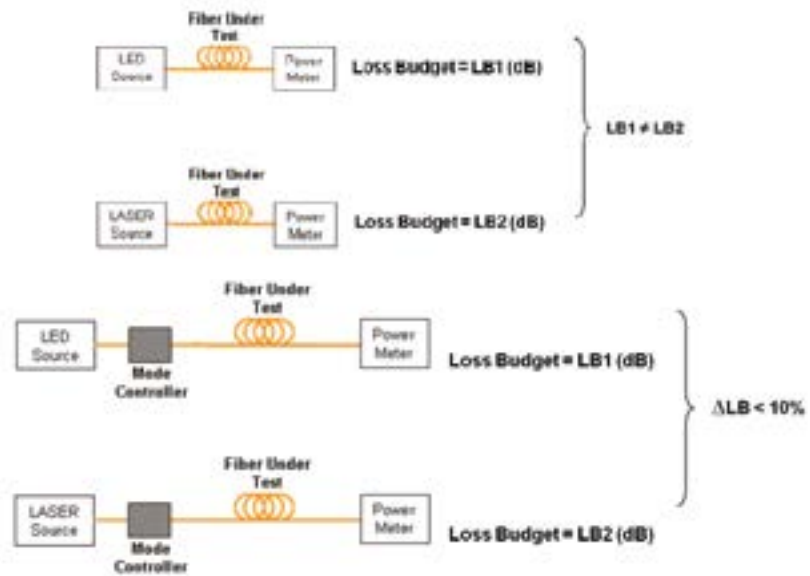 Fiber Under
Test
LED
Source
Power
Meter
Loss Budget = LB1 (dB)
LB1 ≠ LB2
Fiber Under
Test
LASER
Source
Power
Meter
Loss Budget = LB2 (dB)
Fiber Under
Test
LED
Source
Mode
Controller
Power
Meter
Loss Budget = LB1 (dB)
ΔLB < 10%
Fiber Under
Test
LASER
Source
Mode
Controller
Power
Meter
Loss Budget = LB2 (dB)